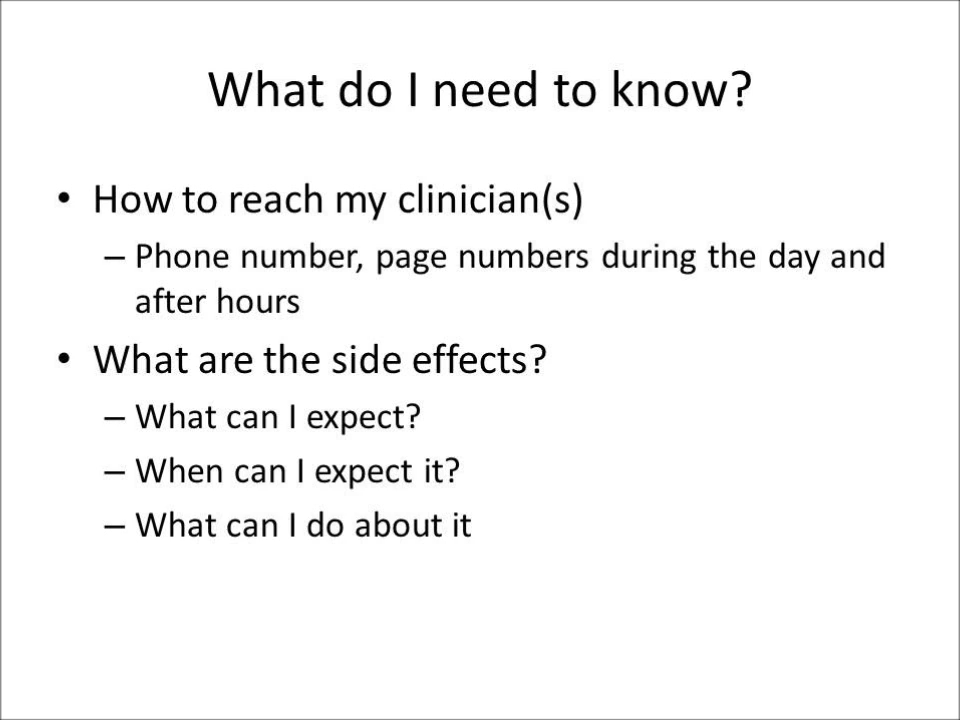 What do I need to know?
• How to reach my clinician(s)
– Phone number, page numbers during the day and
after hours
• What are the side effects?
– What can I expect?
– When can I expect it?
– What can I do about it